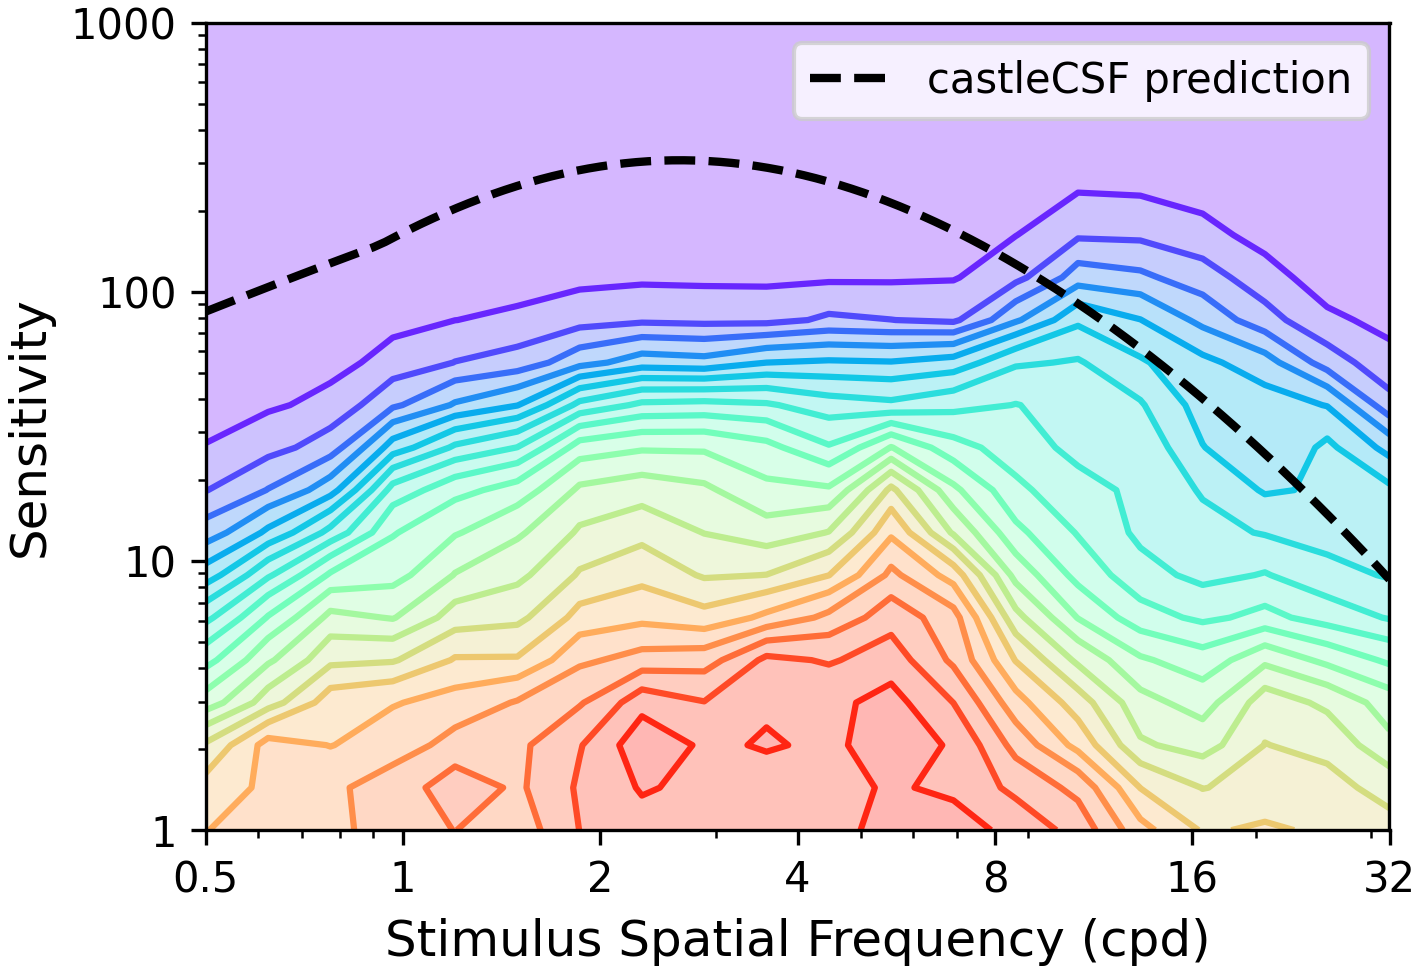 1000
castleCSF prediction
100
Sensitivity
10
1
0.5 1 2 4 8 16 32
Stimulus Spatial Frequency (cpd)